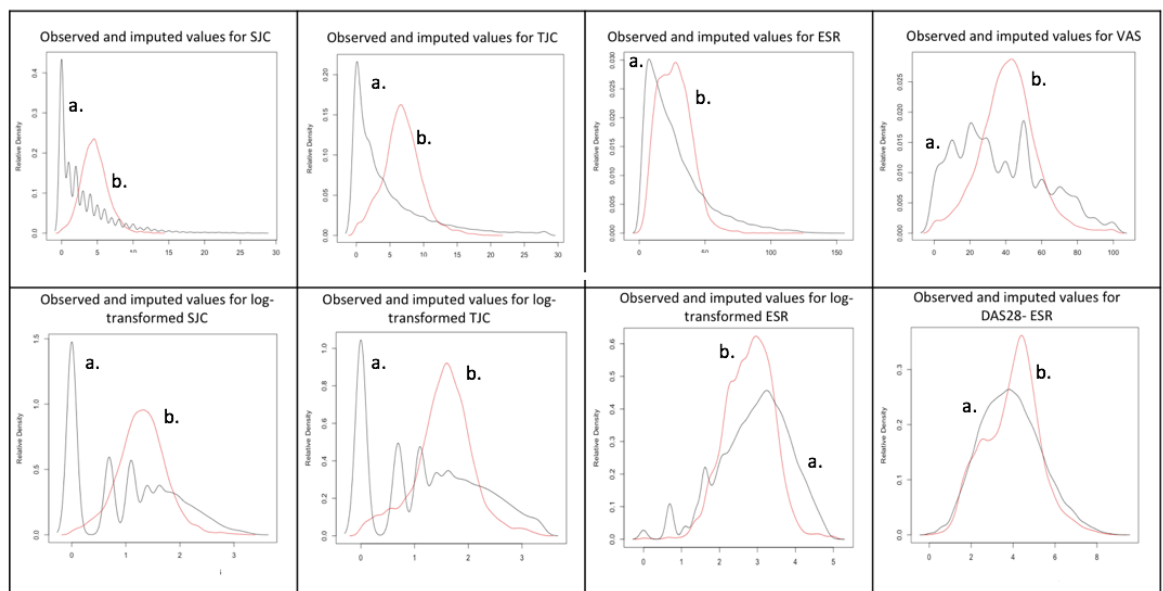 Observed and imputed values for SJC
Relative Density
0.0
0.1
0.2
0.3
0.4
a.
b.
0
5
10
15
20
25
30
Observed and imputed values for TJC
Relative Density
0.00
0.05
0.10
0.15
0.20
a.
b.
0
5
10
15
20
25
30
Observed and imputed values for ESR
Relative Density
0.000
0.005
0.010
0.015
0.020
0.025
0.030
a.
b.
0
50
100
150
Observed and imputed values for VAS
Relative Density
0.000
0.005
0.010
0.015
0.020
0.025
a.
b.
0
20
40
60
80
100
Observed and imputed values for log-
transformed SJC
Relative Density
0.0
0.5
1.0
1.5
a.
b.
0
1
2
3
Observed and imputed values for log-
transformed TJC
Relative Density
0.0
0.2
0.4
0.6
0.8
1.0
a.
b.
0
1
2
3
Observed and imputed values for log-
transformed ESR
Relative Density
0.0
0.1
0.2
0.3
0.4
0.5
0.6
b.
a.
0
1
2
3
4
5
Observed and imputed values for
DAS28- ESR
Relative Density
0.0
0.1
0.2
0.3
a.
b.
0
2
4
6
8